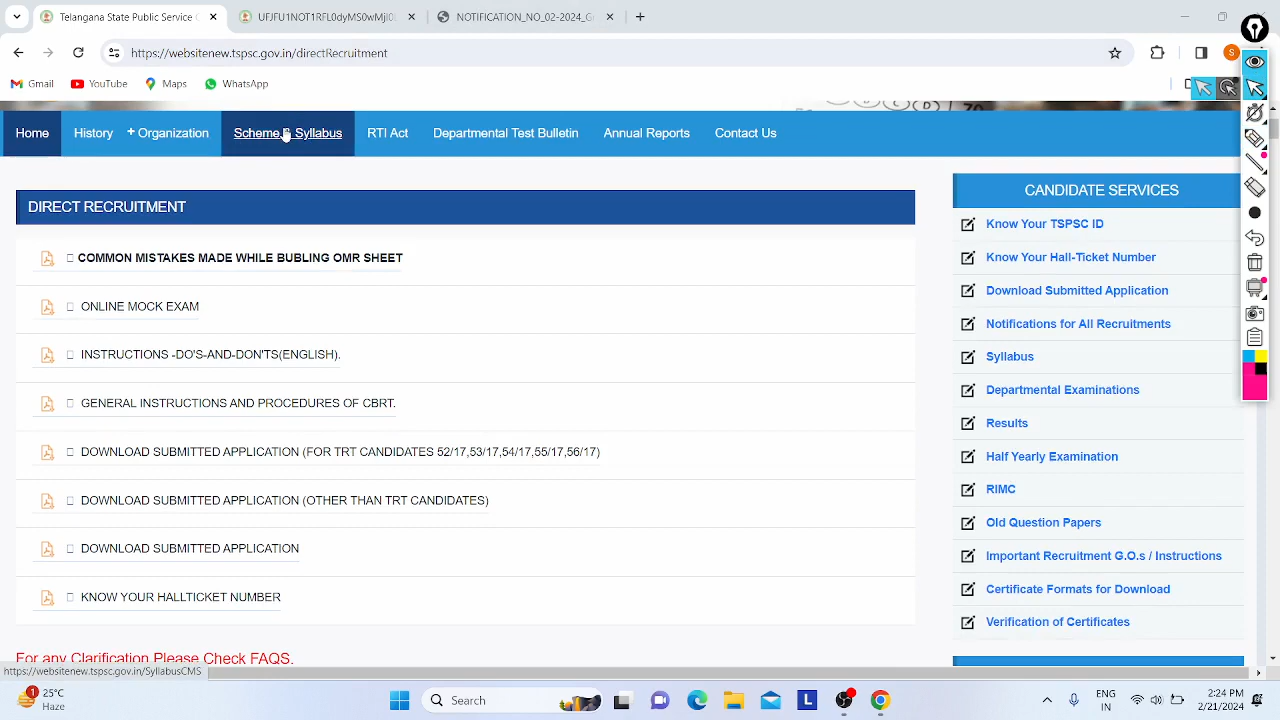 Telangana State Public Service C
UFJFU1NTRFL0dyMS0wMjI0.
NOTIFICATION_NO_02-2024_G
https://websitenew.tspsc.gov.in/directRecruitment
S
Gmail
YouTube
Maps
WhatsApp
Home
History
+ Organization
Scheme & Syllabus
RTI Act
Departmental Test Bulletin
Annual Reports
Contact Us
DIRECT RECRUITMENT
COMMON MISTAKES MADE WHILE BUBLING OMR SHEET
ONLINE MOCK EXAM
INSTRUCTIONS -DO'S-AND-DON'TS(ENGLISH).
GENERAL INSTRUCTIONS AND PROCEDURES IN CBRT.
DOWNLOAD SUBMITTED APPLICATION (FOR TRT CANDIDATES 52/17,53/17,54/17,55/17,56/17)
DOWNLOAD SUBMITTED APPLICATION (OTHER THAN TRT CANDIDATES)
DOWNLOAD SUBMITTED APPLICATION
KNOW YOUR HALLTICKET NUMBER
For any Clarification Please Check FAQS.
CANDIDATE SERVICES
Know Your TSPSC ID
Know Your Hall-Ticket Number
Download Submitted Application
Notifications for All Recruitments
Syllabus
Departmental Examinations
Results
Half Yearly Examination
RIMC
Old Question Papers
Important Recruitment G.O.s / Instructions
Certificate Formats for Download
Verification of Certificates
https://websitenew.tspsc.gov.in/SyllabusCMS
1
25°C
Haze
Search
L
ENG
IN
2:24 PM
2/21/2024